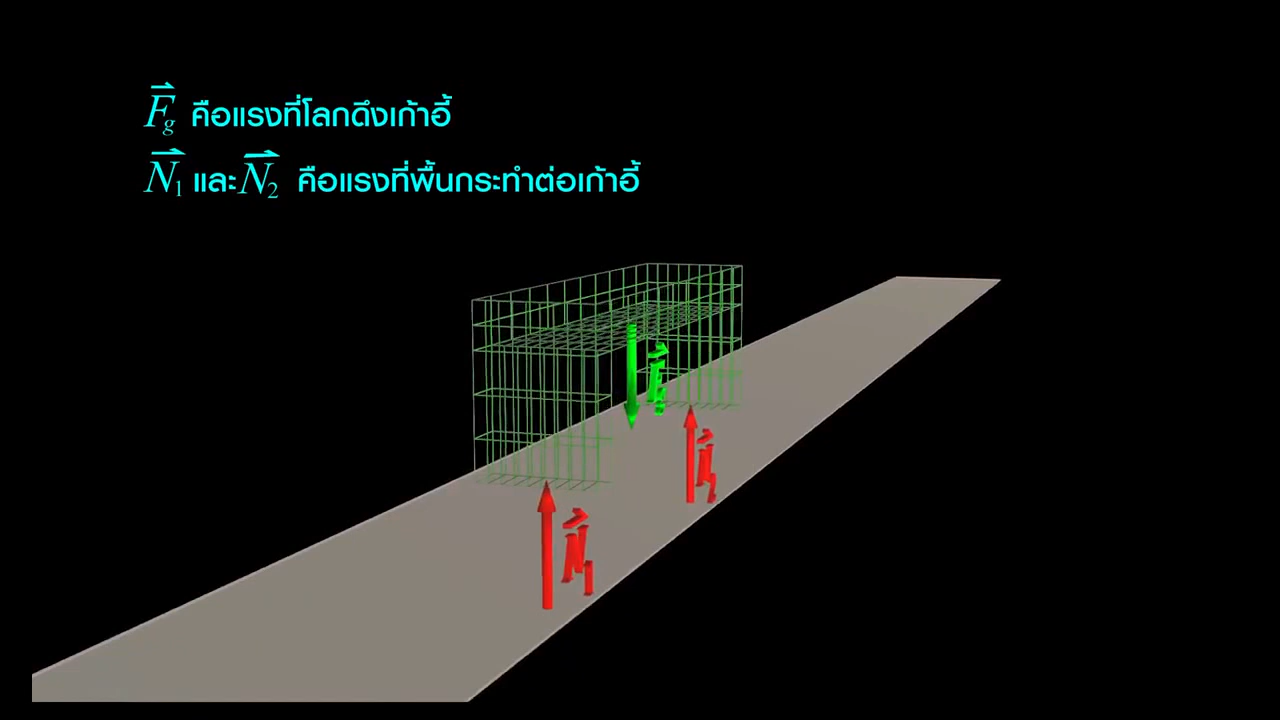 F⃗g คือแรงที่โลกดึงเก้าอี้
N⃗1 และ N⃗2 คือแรงที่พื้นกระทำต่อเก้าอี้
F⃗g
N⃗2
N⃗1